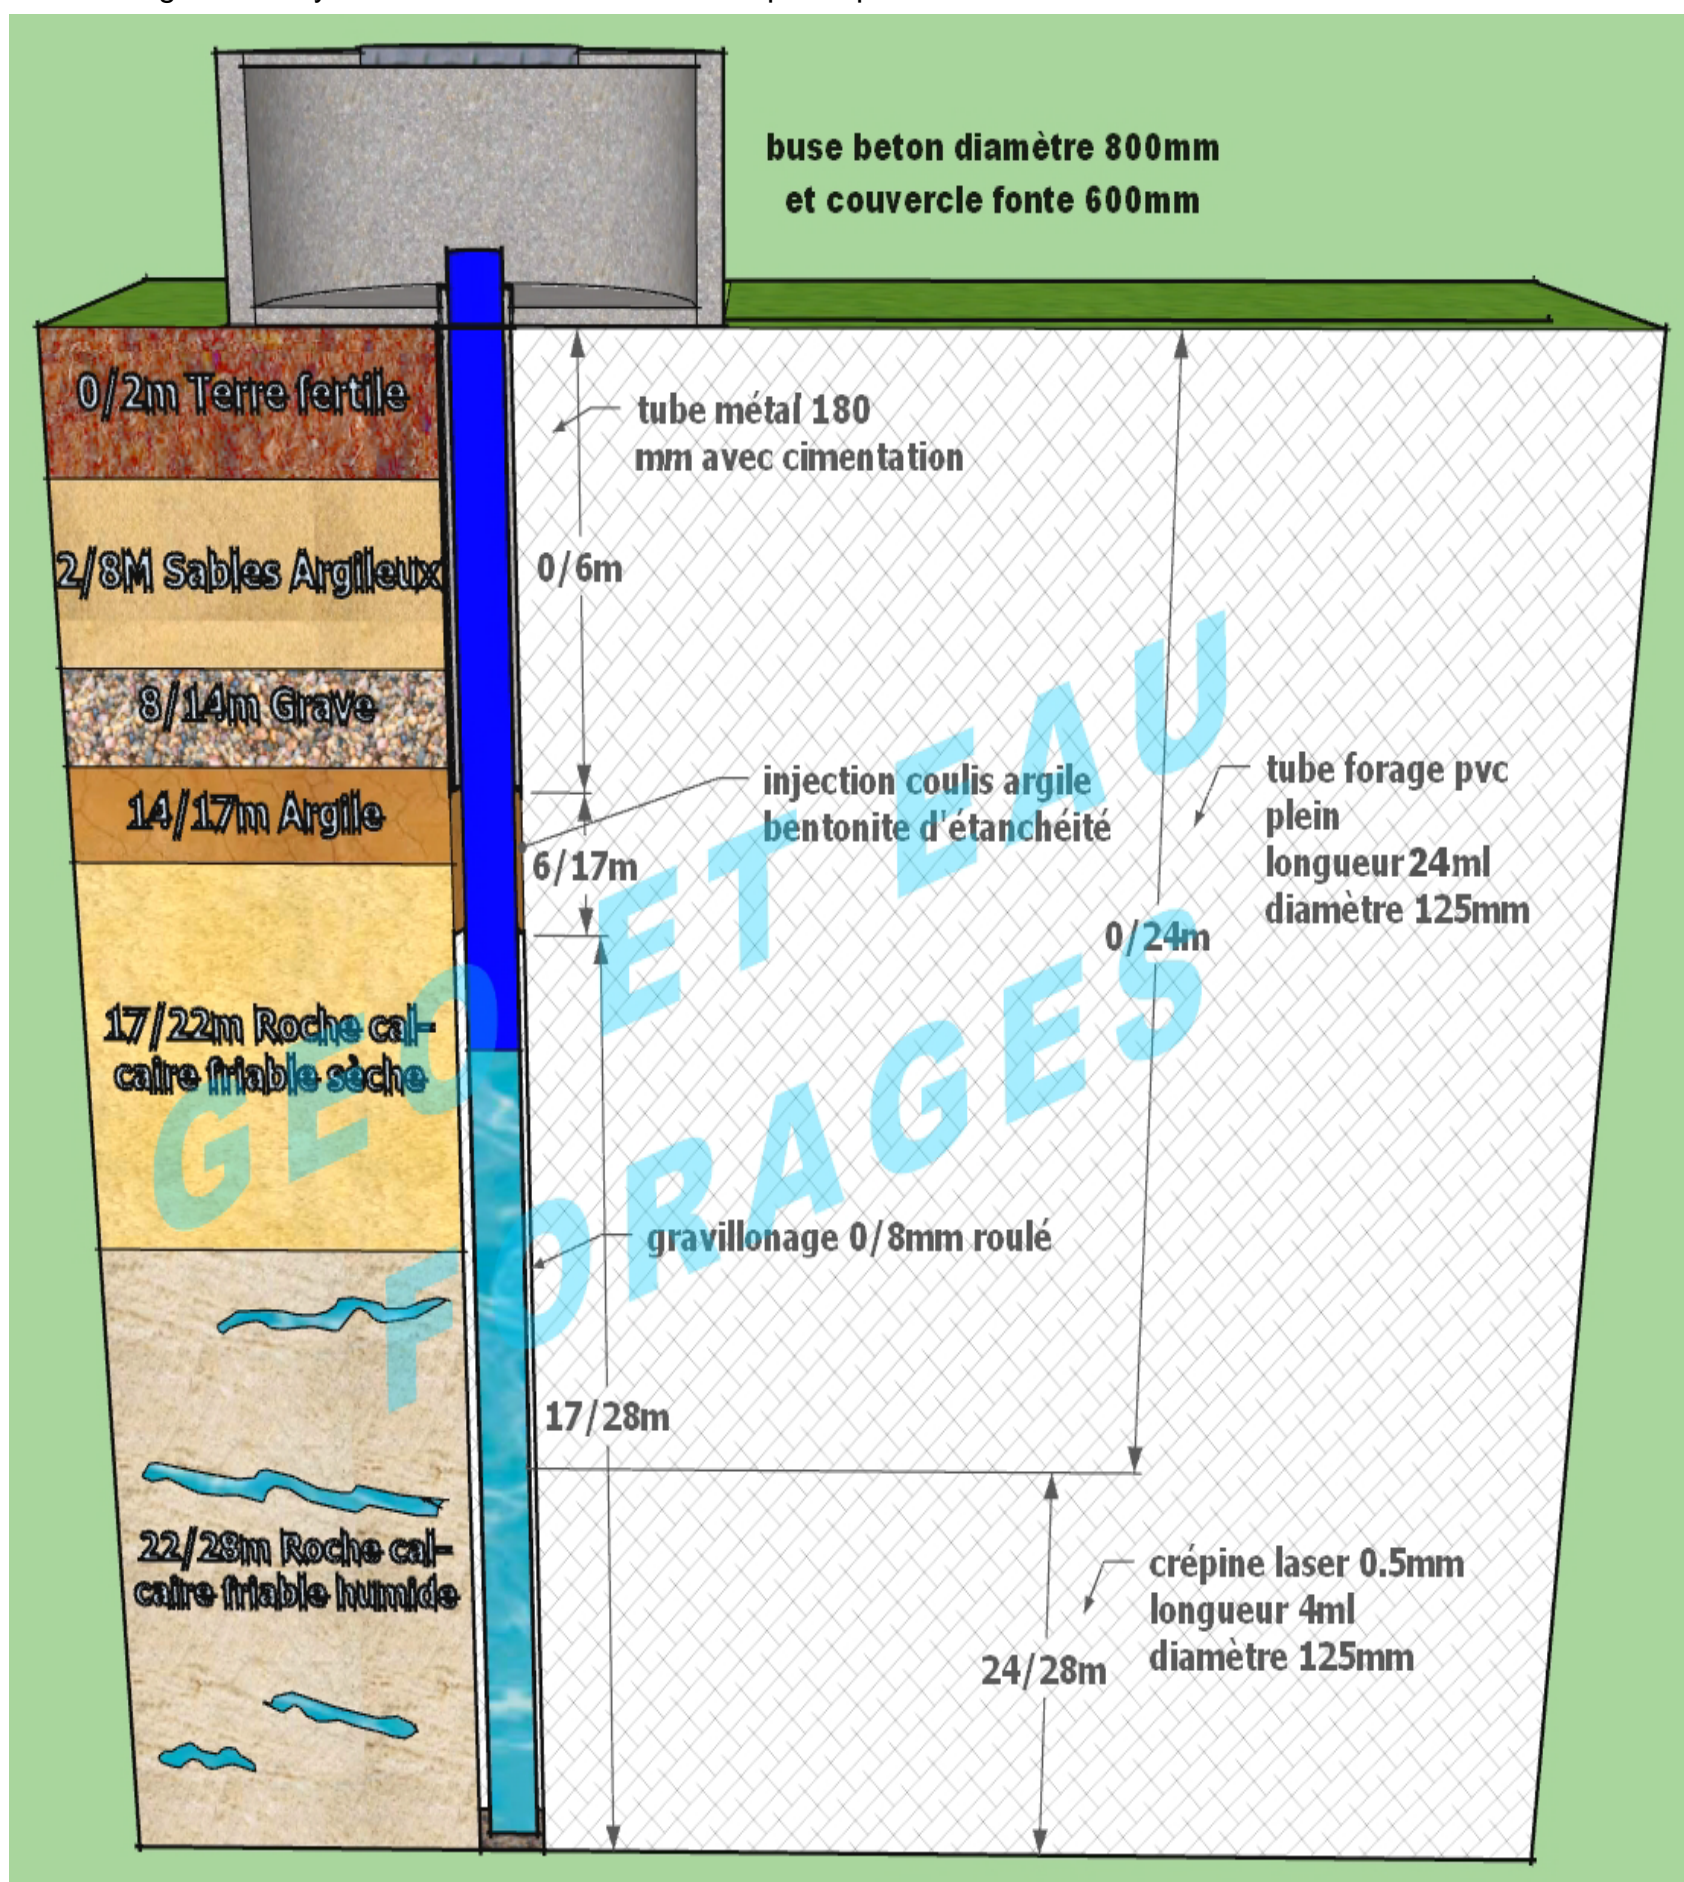 buse beton diamètre 800mm
et couvercle fonte 600mm
0/2m Terre fertile
tube métal 180
mm avec cimentation
2/8M Sables Argileux
0/6m
8/14m Grave
14/17m Argile
injection coulis argile
bentonite d'étanchéité
6/17m
tube forage pvc
plein
longueur 24ml
diamètre 125mm
0/24m
17/22m Roche cal-
caire friable sèche
GEO ET EAU
FORAGES
gravillonage 0/8mm roulé
17/28m
22/28m Roche cal-
caire friable humide
crépine laser 0.5mm
longueur 4ml
diamètre 125mm
24/28m